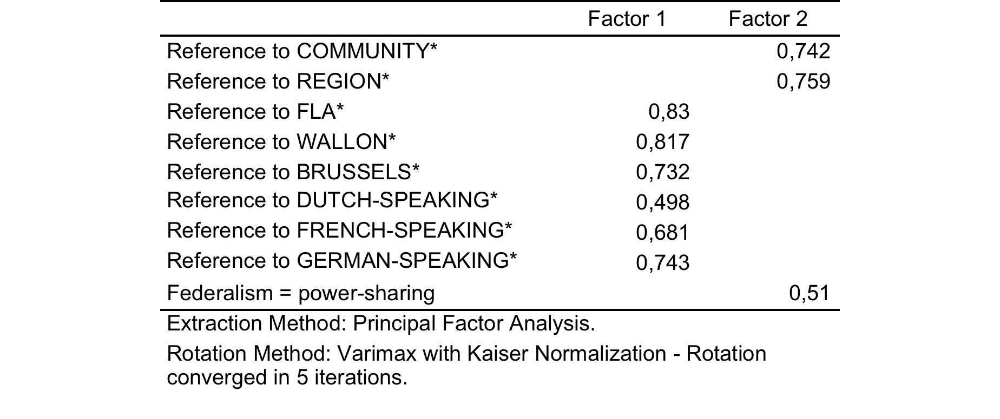 Factor 1 Factor 2
Reference to COMMUNITY* 0,742
Reference to REGION* 0,759
Reference to FLA* 0,83
Reference to WALLON* 0,817
Reference to BRUSSELS* 0,732
Reference to DUTCH-SPEAKING* 0,498
Reference to FRENCH-SPEAKING* 0,681
Reference to GERMAN-SPEAKING* 0,743
Federalism = power-sharing 0,51
Extraction Method: Principal Factor Analysis.
Rotation Method: Varimax with Kaiser Normalization - Rotation
converged in 5 iterations.